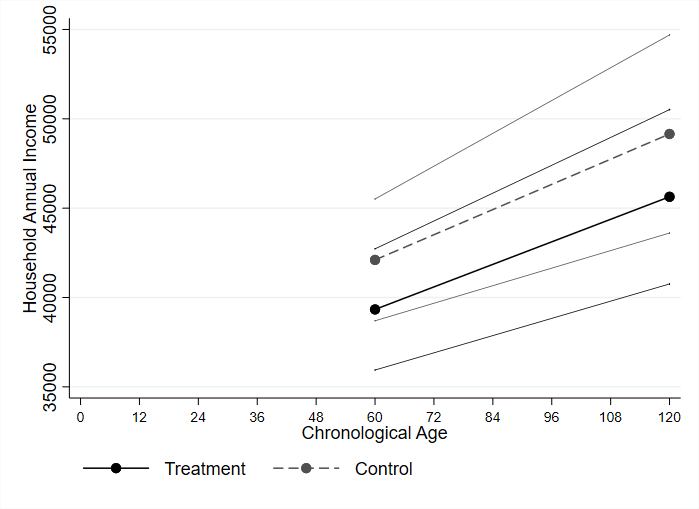 55000
50000
45000
40000
35000
Household Annual Income
0 12 24 36 48 60 72 84 96 108 120
Chronological Age
Treatment Control